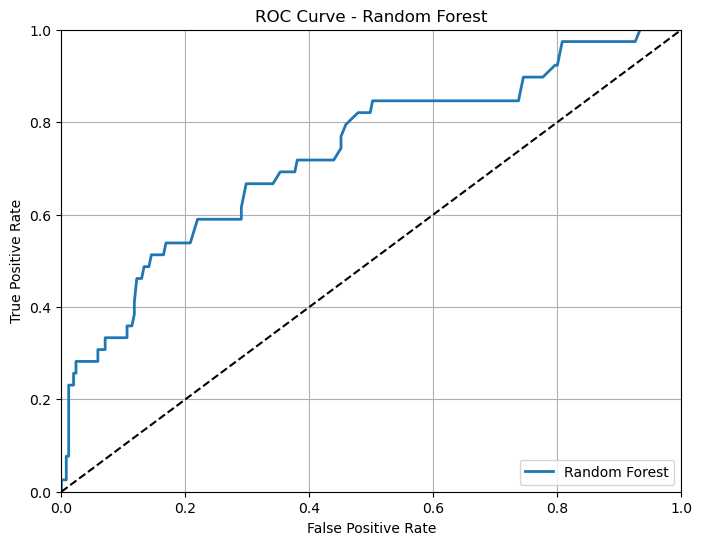 ROC Curve - Random Forest
True Positive Rate
1.0
0.8
0.6
0.4
0.2
0.0
0.0 0.2 0.4 0.6 0.8 1.0
False Positive Rate
Random Forest